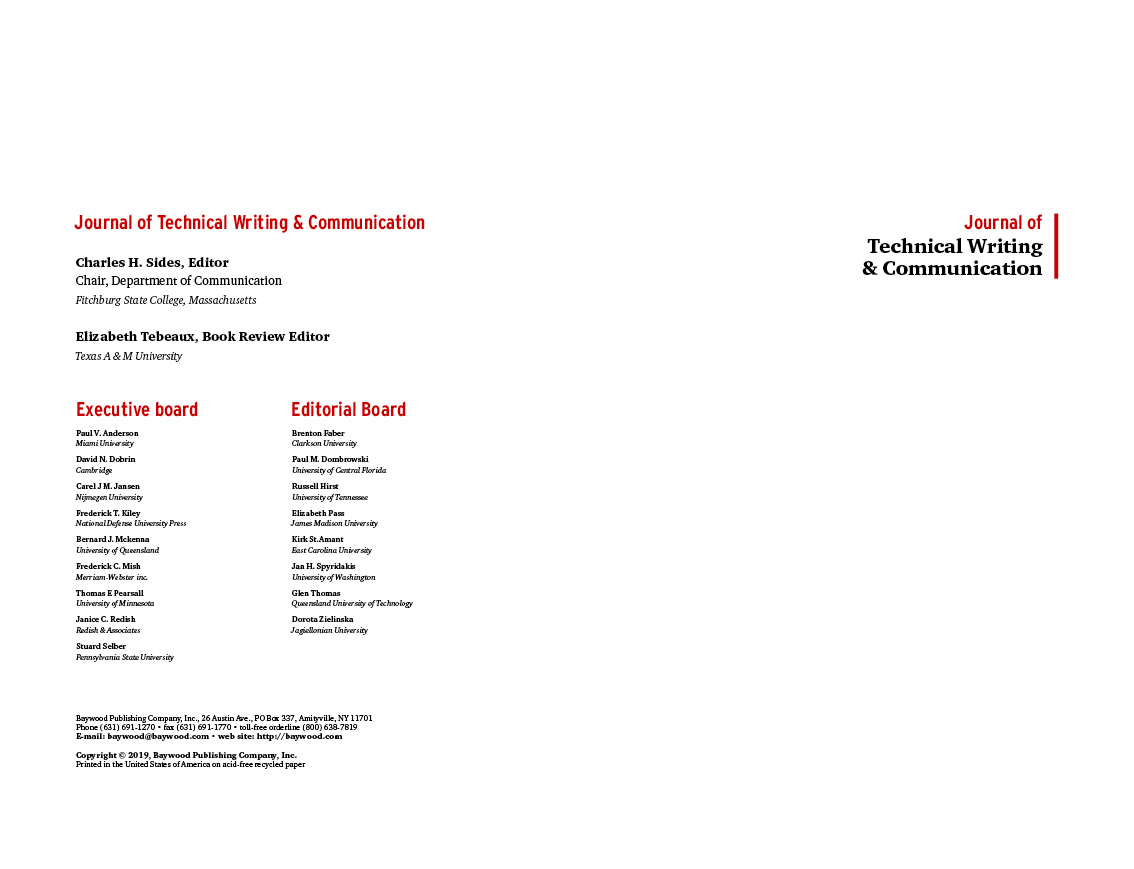 Journal of Technical Writing & Communication
Charles H. Sides, Editor
Chair, Department of Communication
Fitchburg State College, Massachusetts
Elizabeth Tebeaux, Book Review Editor
Texas A & M University
Executive board
Paul V. Anderson
Miami University
David N. Dobrin
Cambridge
Carel J M. Jansen
Nijmegen University
Frederick T. Kiley
National Defense University Press
Bernard J. Mckenna
University of Queensland
Frederick C. Mish
Merriam-Webster inc.
Thomas E Pearsall
University of Minnesota
Janice C. Redish
Redish & Associates
Stuard Selber
Pennsylvania State University
Editorial Board
Brenton Faber
Clarkson University
Paul M. Dombrowski
University of Central Florida
Russell Hirst
University of Tennessee
Elizabeth Pass
James Madison University
Kirk St.Amant
East Carolina University
Jan H. Spyridakis
University of Washington
Glen Thomas
Queensland University of Technology
Dorota Zielinska
Jagiellonian University
Baywood Publishing Company, Inc., 26 Austin Ave., PO Box 337, Amityville, NY 11701
Phone (631) 691-1270 • fax (631) 691-1770 • toll-free orderline (800) 638-7819
E-mail: baywood@baywood.com • web site: http://baywood.com
Copyright © 2019, Baywood Publishing Company, Inc.
Printed in the United States of America on acid-free recycled paper
Journal of
Technical Writing
& Communication